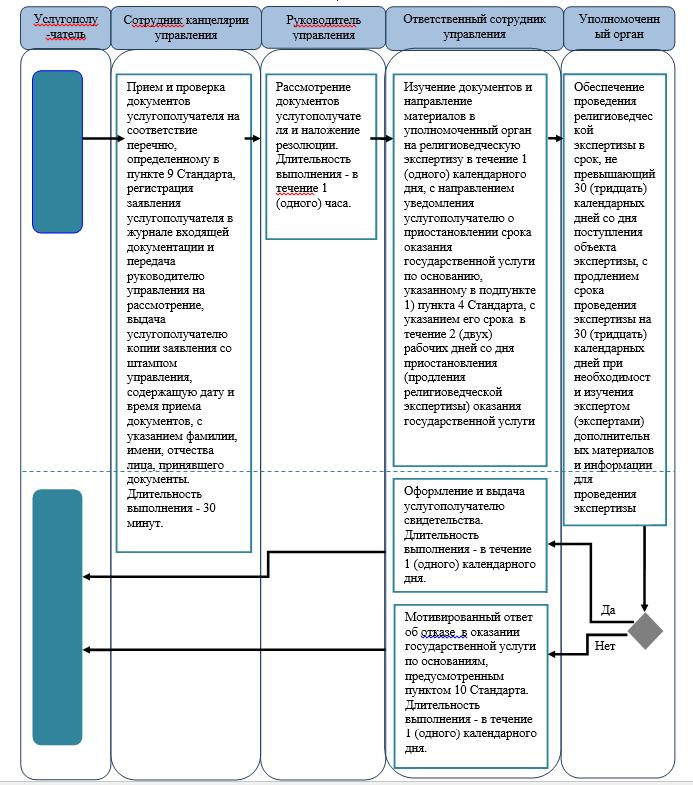 Услугополу
-чатель
Сотрудник канцелярии
управления
Руководитель
управления
Ответственный сотрудник
управления
Уполномоченн
ый орган
Прием и проверка
документов
услугополучателя на
соответствие
перечню,
определенному в
пункте 9 Стандарта,
регистрация
заявления
услугополучателя в
журнале входящей
документации и
передача
руководителю
управления на
рассмотрение,
выдача
услугополучателю
копии заявления со
штампом
управления,
содержащую дату и
время приема
документов, с
указанием фамилии,
имени, отчества
лица, принявшего
документы.
Длительность
выполнения - 30
минут.
Рассмотрение
документов
услугополучате
ля и наложение
резолюции.
Длительность
выполнения - в
течение 1
(одного) часа.
Изучение документов и
направление
материалов в
уполномоченный орган
на религиоведческую
экспертизу в течение 1
(одного) календарного
дня, с направлением
уведомления
услугополучателю о
приостановлении срока
оказания
государственной услуги
по основанию,
указанному в подпункте
1) пункта 4 Стандарта, с
указанием его срока в
течение 2 (двух)
рабочих дней со дня
приостановления
(продления
религиоведческой
экспертизы) оказания
государственной услуги
Обеспечение
проведения
религиоведчес
кой
экспертизы в
срок, не
превышающий
30 (тридцать)
календарных
дней со дня
поступления
объекта
экспертизы, с
продлением
срока
проведения
экспертизы на
30 (тридцать)
календарных
дней при
необходимост
и изучения
экспертом
(экспертами)
дополнительн
ых материалов
и информации
для
проведения
экспертизы
Оформление и выдача
услугополучателю
свидетельства.
Длительность
выполнения - в течение
1 (одного) календарного
дня.
Да
Нет
Мотивированный ответ
об отказе в оказании
государственной услуги
по основаниям,
предусмотренным
пунктом 10 Стандарта.
Длительность
выполнения - в течение
1 (одного) календарного
дня.